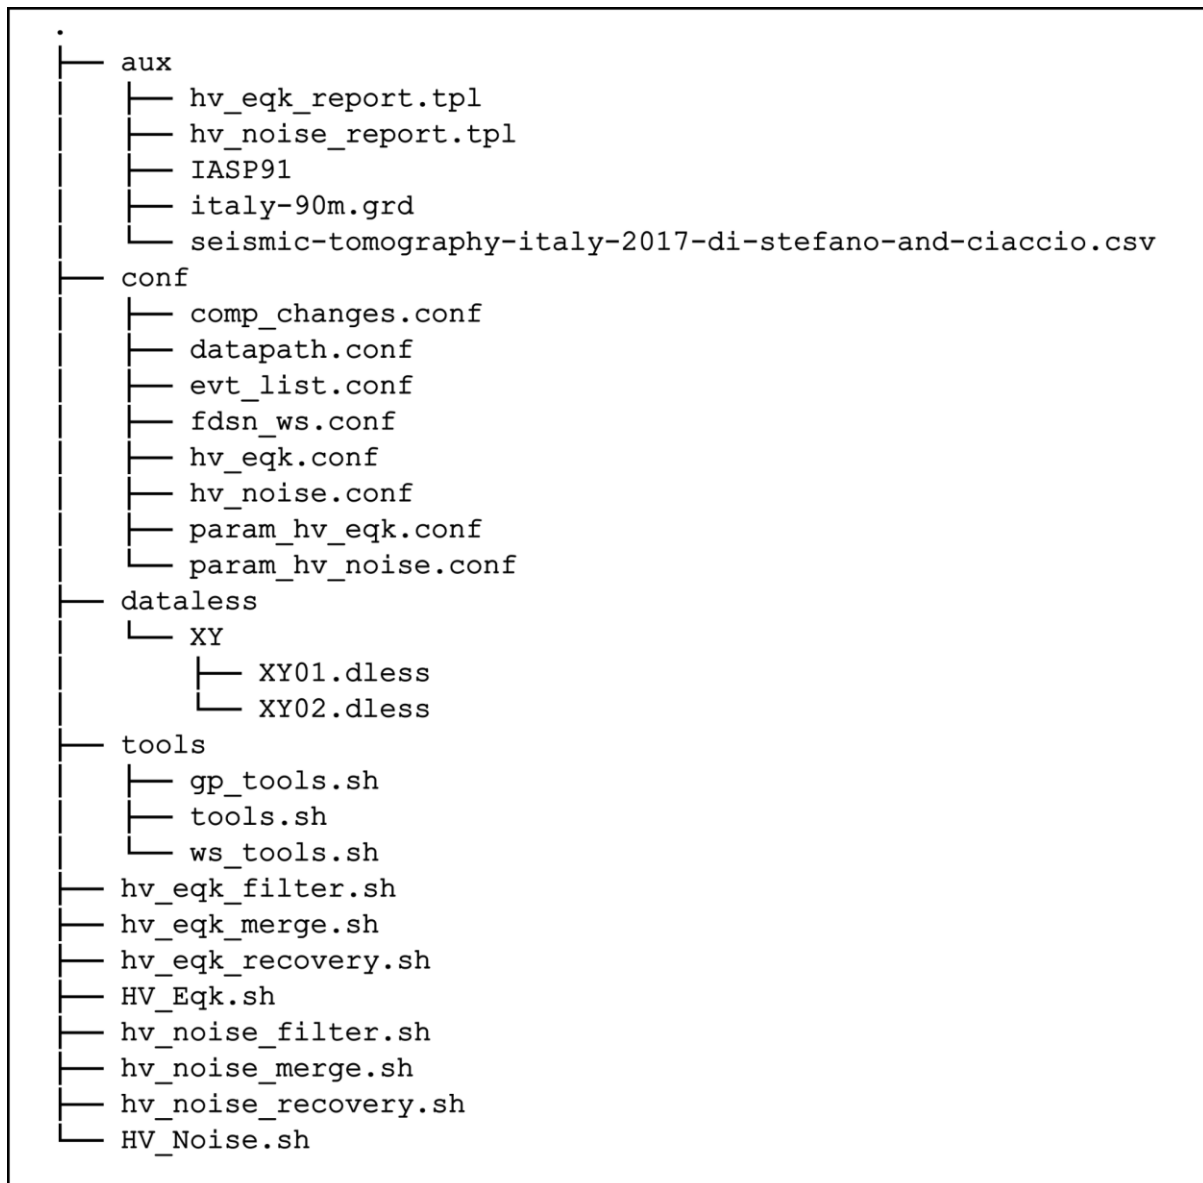 .
├── aux
│   ├── hv_eqk_report.tpl
│   ├── hv_noise_report.tpl
│   ├── IASP91
│   ├── italy-90m.grd
│   └── seismic-tomography-italy-2017-di-stefano-and-ciaccio.csv
├── conf
│   ├── comp_changes.conf
│   ├── datapath.conf
│   ├── evt_list.conf
│   ├── fdsn_ws.conf
│   ├── hv_eqk.conf
│   ├── hv_noise.conf
│   ├── param_hv_eqk.conf
│   └── param_hv_noise.conf
├── dataless
│   └── XY
│       ├── XY01.dless
│       └── XY02.dless
├── tools
│   ├── gp_tools.sh
│   ├── tools.sh
│   └── ws_tools.sh
├── hv_eqk_filter.sh
├── hv_eqk_merge.sh
├── hv_eqk_recovery.sh
├── HV_Eqk.sh
├── hv_noise_filter.sh
├── hv_noise_merge.sh
├── hv_noise_recovery.sh
└── HV_Noise.sh